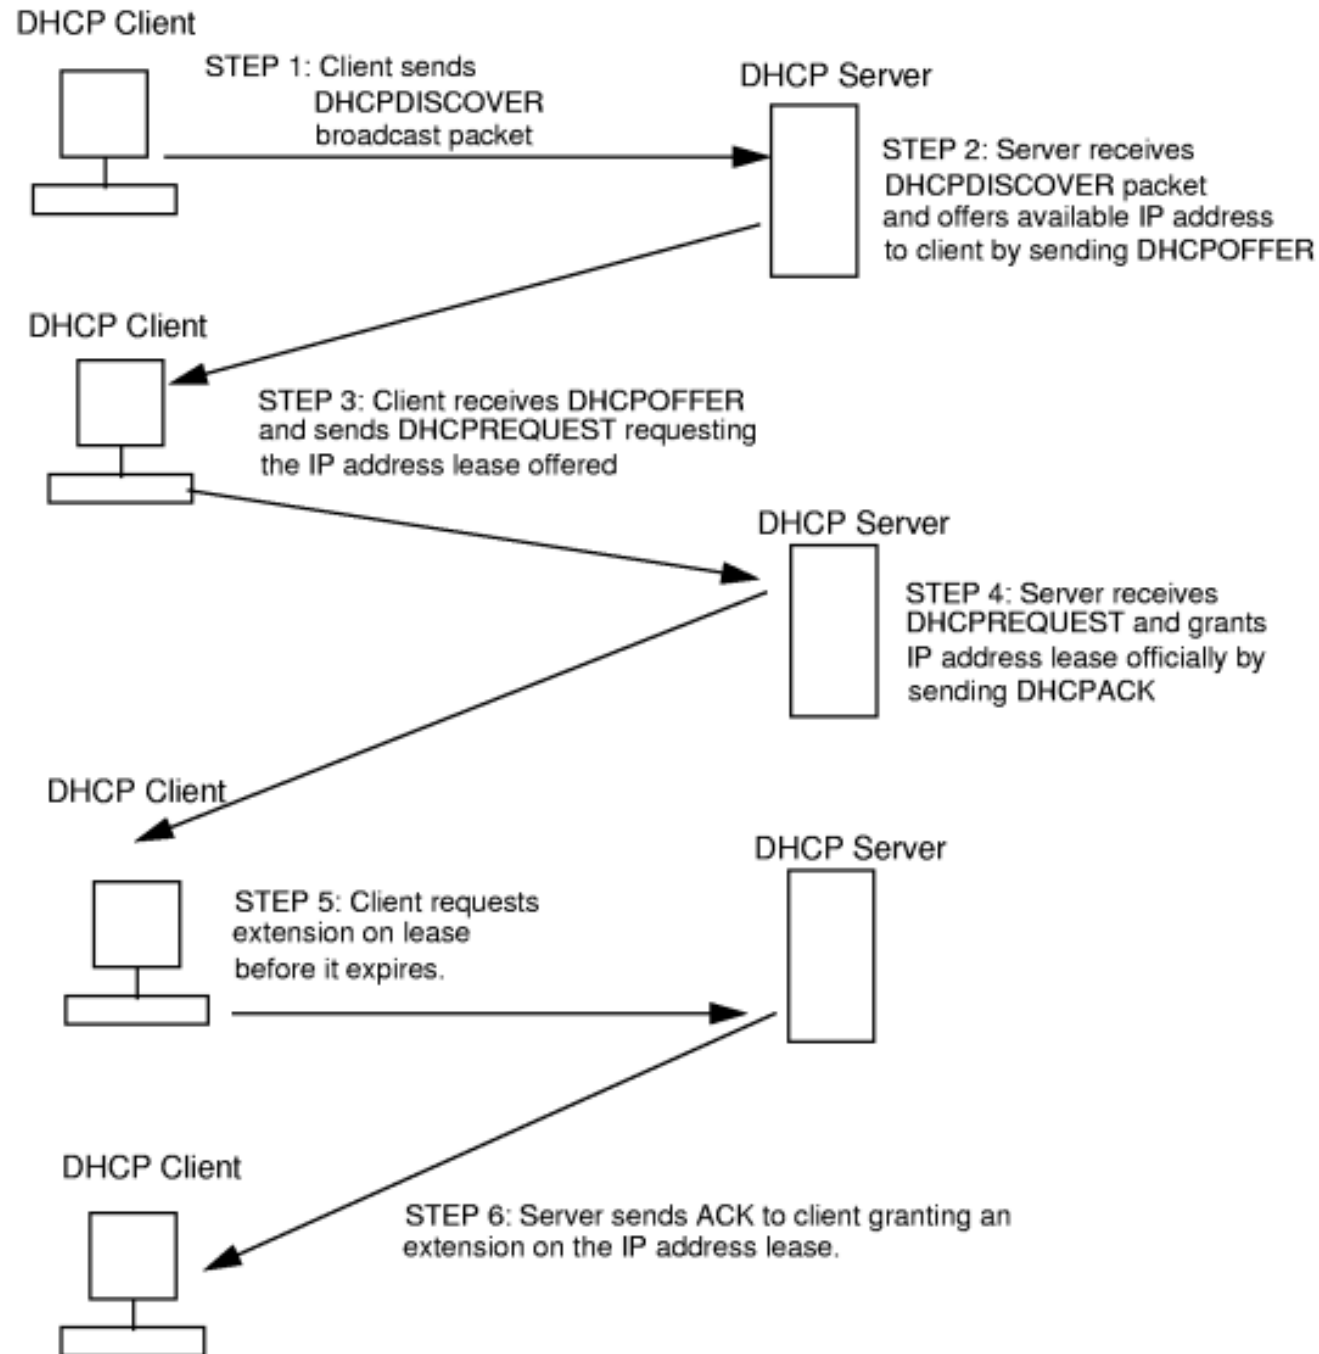 DHCP Client
STEP 1: Client sends
DHCPDISCOVER
broadcast packet
DHCP Server
STEP 2: Server receives
DHCPDISCOVER packet
and offers available IP address
to client by sending DHCPOFFER
DHCP Client
STEP 3: Client receives DHCPOFFER
and sends DHCPREQUEST requesting
the IP address lease offered
DHCP Server
STEP 4: Server receives
DHCPREQUEST and grants
IP address lease officially by
sending DHCPACK
DHCP Client
STEP 5: Client requests
extension on lease
before it expires.
DHCP Server
DHCP Client
STEP 6: Server sends ACK to client granting an
extension on the IP address lease.